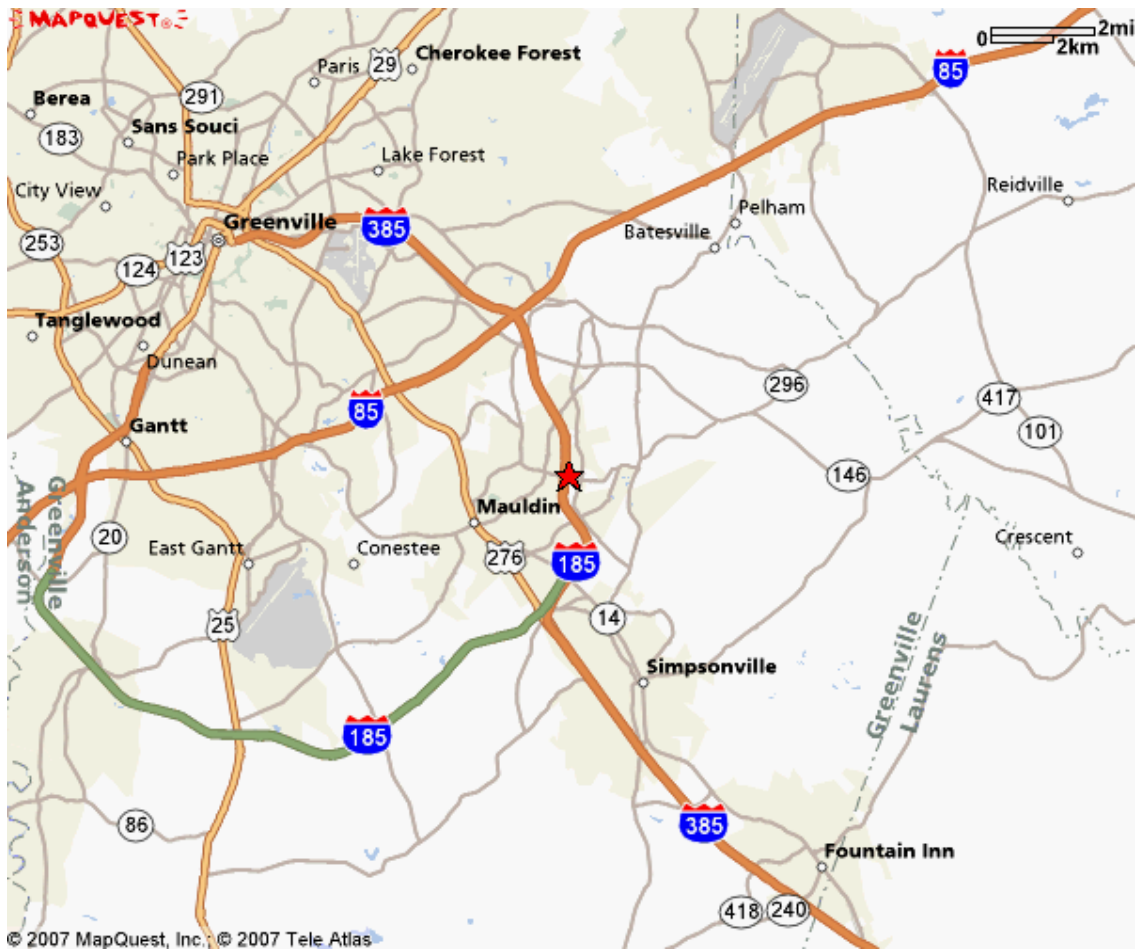 MAPQUEST®
0 2mi
2km
85
29
Cherokee Forest
Paris
291
Berea
183
Sans Souci
Park Place
Lake Forest
City View
Reidville
Greenville
385
Pelham
Batesville
253
123
124
Tanglewood
Dunean
296
417
85
101
Gantt
146
Mauldin
Greenville
Anderson
20
East Gantt
Conestee
276
185
Crescent
25
14
Simpsonville
Greenville
Laurens
185
86
385
Fountain Inn
418
240
© 2007 MapQuest, Inc.; © 2007 Tele Atlas